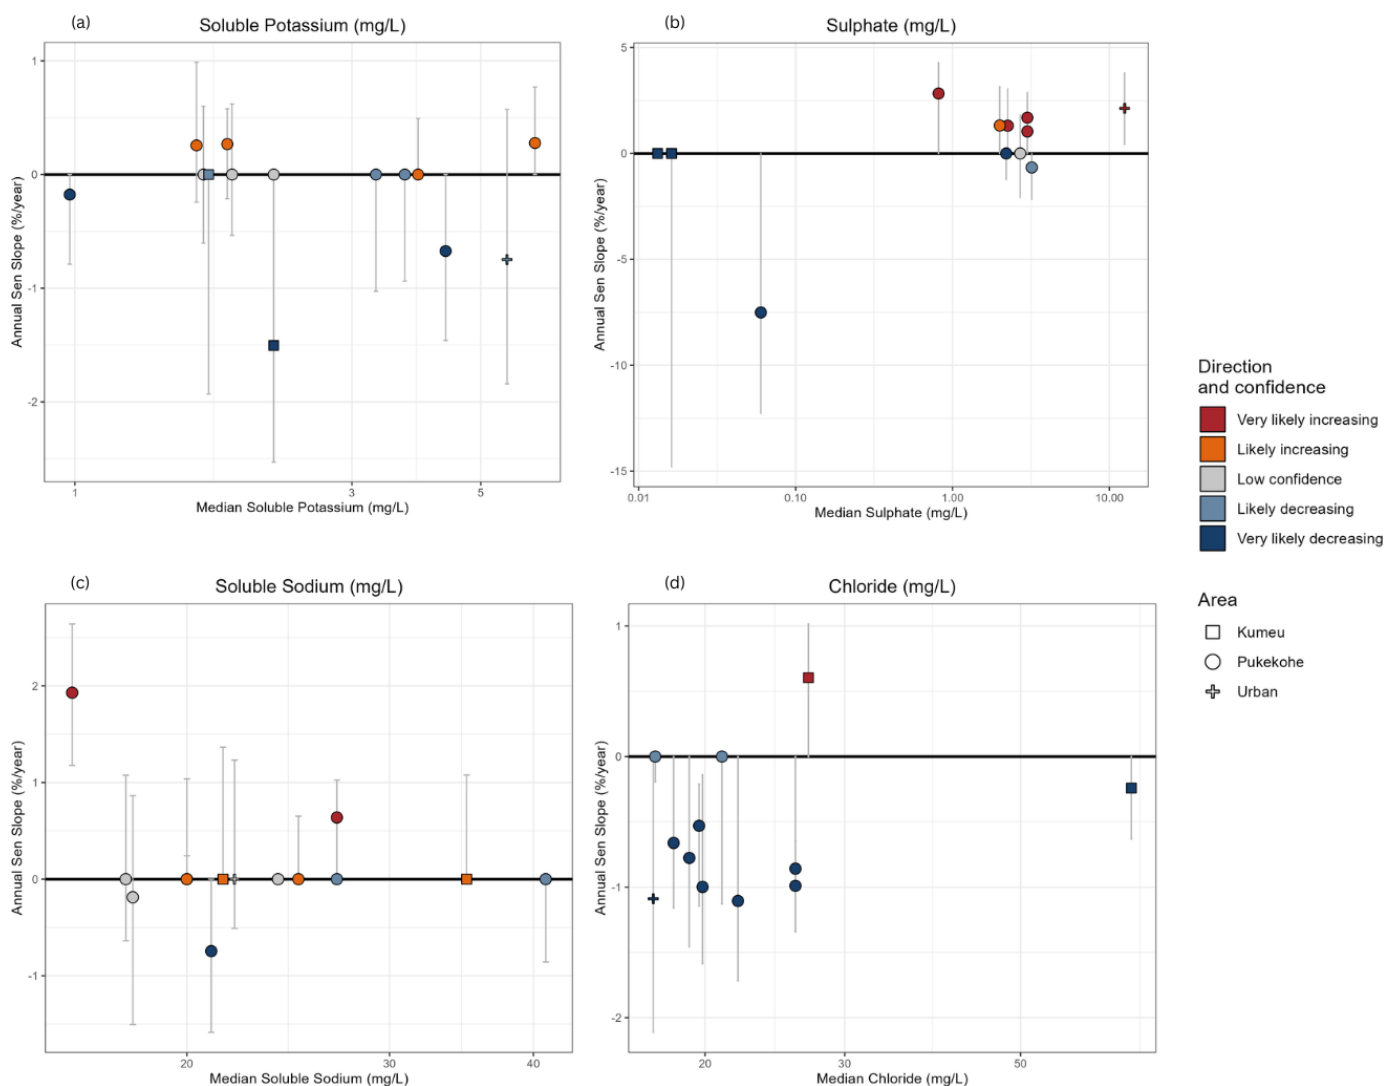 (a)
Soluble Potassium (mg/L)
1
0
-1
-2
Annual Sen Slope (%/year)
1
3
5
Median Soluble Potassium (mg/L)
(b)
Sulphate (mg/L)
5
0
-5
-10
-15
Annual Sen Slope (%/year)
0.01
0.10
1.00
10.00
Median Sulphate (mg/L)
(c)
Soluble Sodium (mg/L)
2
1
0
-1
Annual Sen Slope (%/year)
20
30
40
Median Soluble Sodium (mg/L)
(d)
Chloride (mg/L)
1
0
-1
-2
Annual Sen Slope (%/year)
20
30
50
Median Chloride (mg/L)
Direction
and confidence
Very likely increasing
Likely increasing
Low confidence
Likely decreasing
Very likely decreasing
Area
Kumeu
Pukekohe
Urban